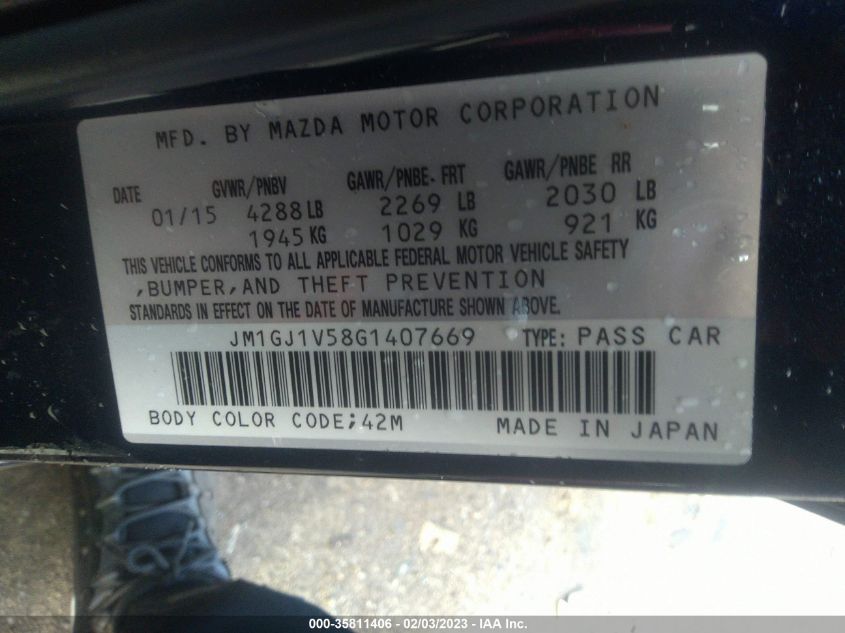 MFD. BY MAZDA MOTOR CORPORATION
DATE GVWR/PNBV GAWR/PNBE- FRT GAWR/PNBE RR
01/15 4288 LB 2269 LB 2030 LB
1945 KG 1029 KG 921 KG
THIS VEHICLE CONFORMS TO ALL APPLICABLE FEDERAL MOTOR VEHICLE SAFETY
,BUMPER,AND THEFT PREVENTION
STANDARDS IN EFFECT ON THE DATE OF MANUFACTURE SHOWN ABOVE.
JM1GJ1V58G1407669 TYPE: PASS CAR
BODY COLOR CODE;42M MADE IN JAPAN
000-35811406 - 02/03/2023 - IAA Inc.